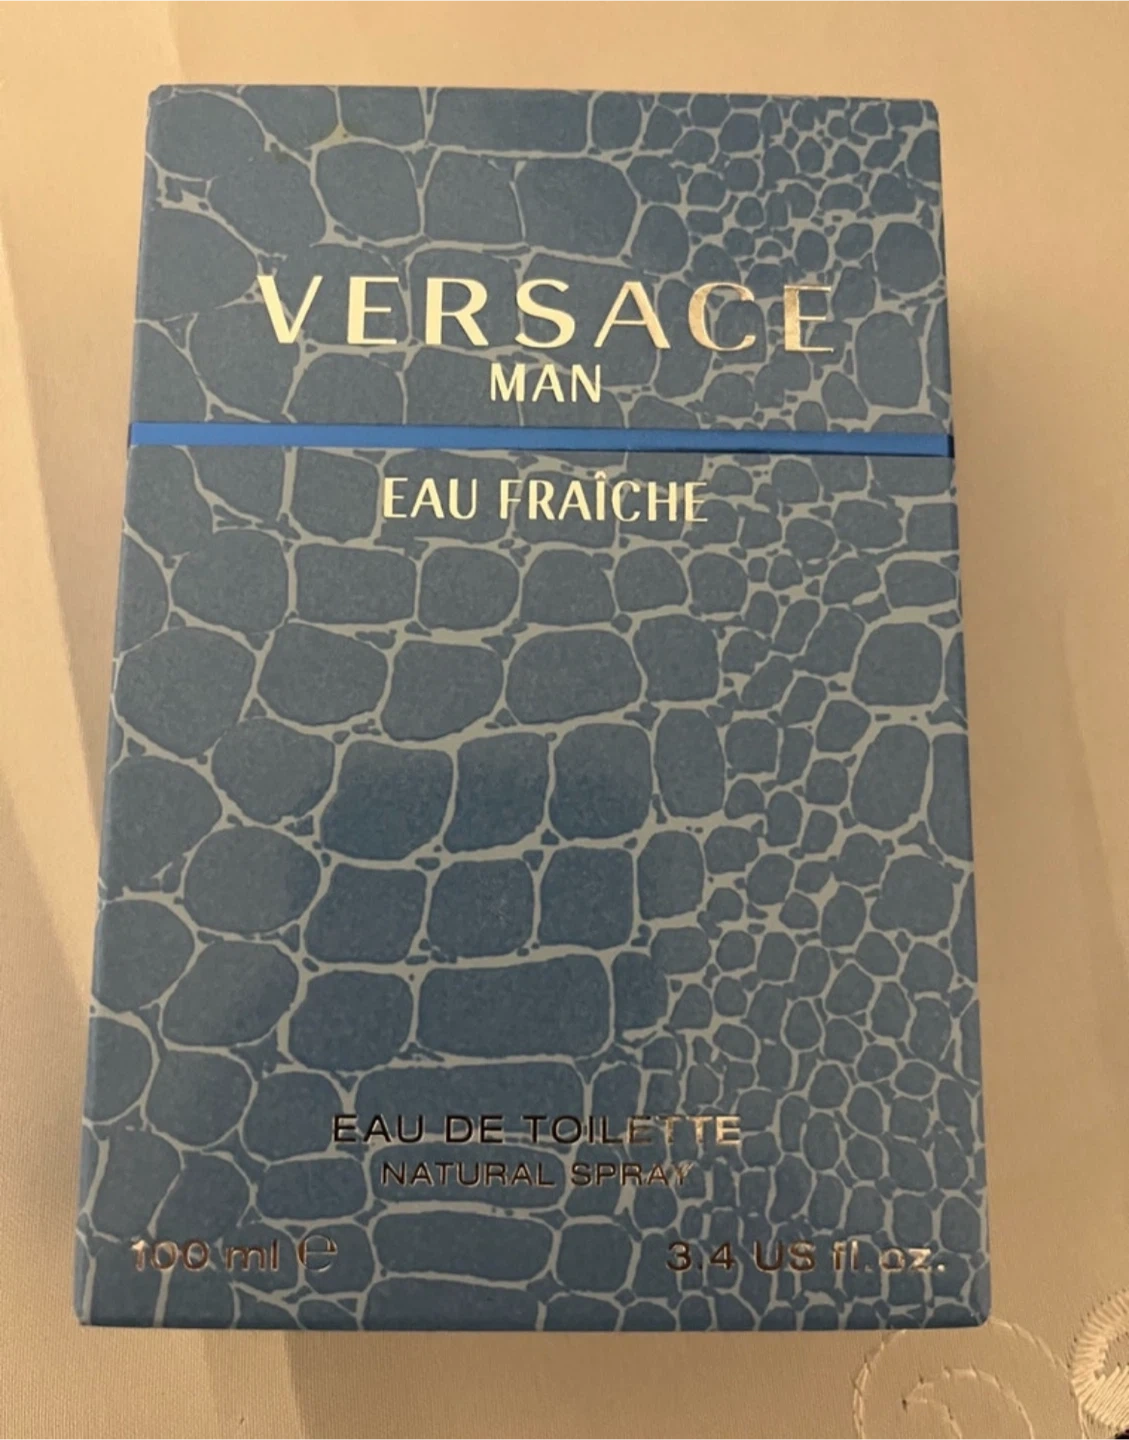 VERSACE
MAN
EAU FRAÎCHE
EAU DE TOILETTE
NATURAL SPRAY
100 ml ℮ 3.4 US fl.oz.